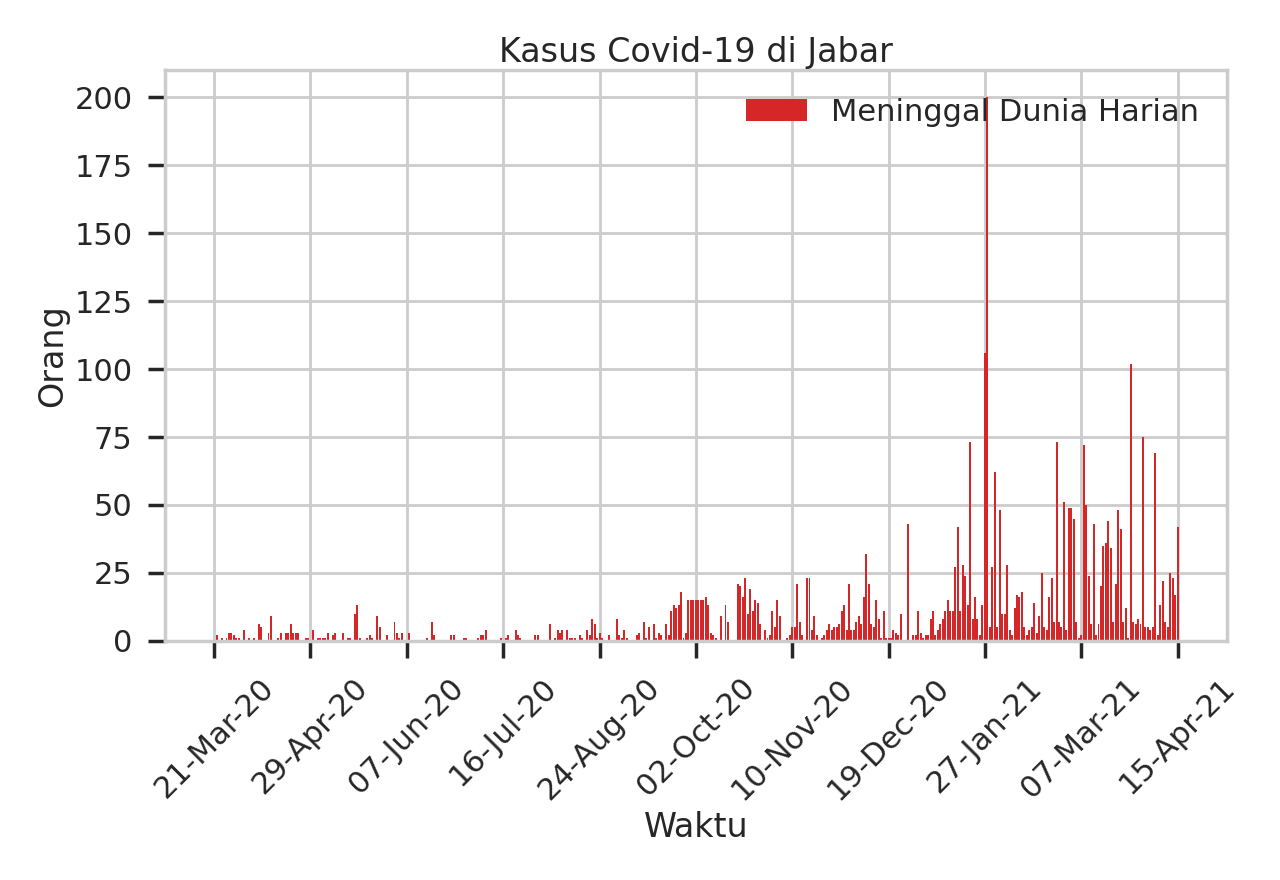 Kasus Covid-19 di Jabar
Meninggal Dunia Harian
Orang
200
175
150
125
100
75
50
25
0
21-Mar-20
29-Apr-20
07-Jun-20
16-Jul-20
24-Aug-20
02-Oct-20
10-Nov-20
19-Dec-20
27-Jan-21
07-Mar-21
15-Apr-21
Waktu